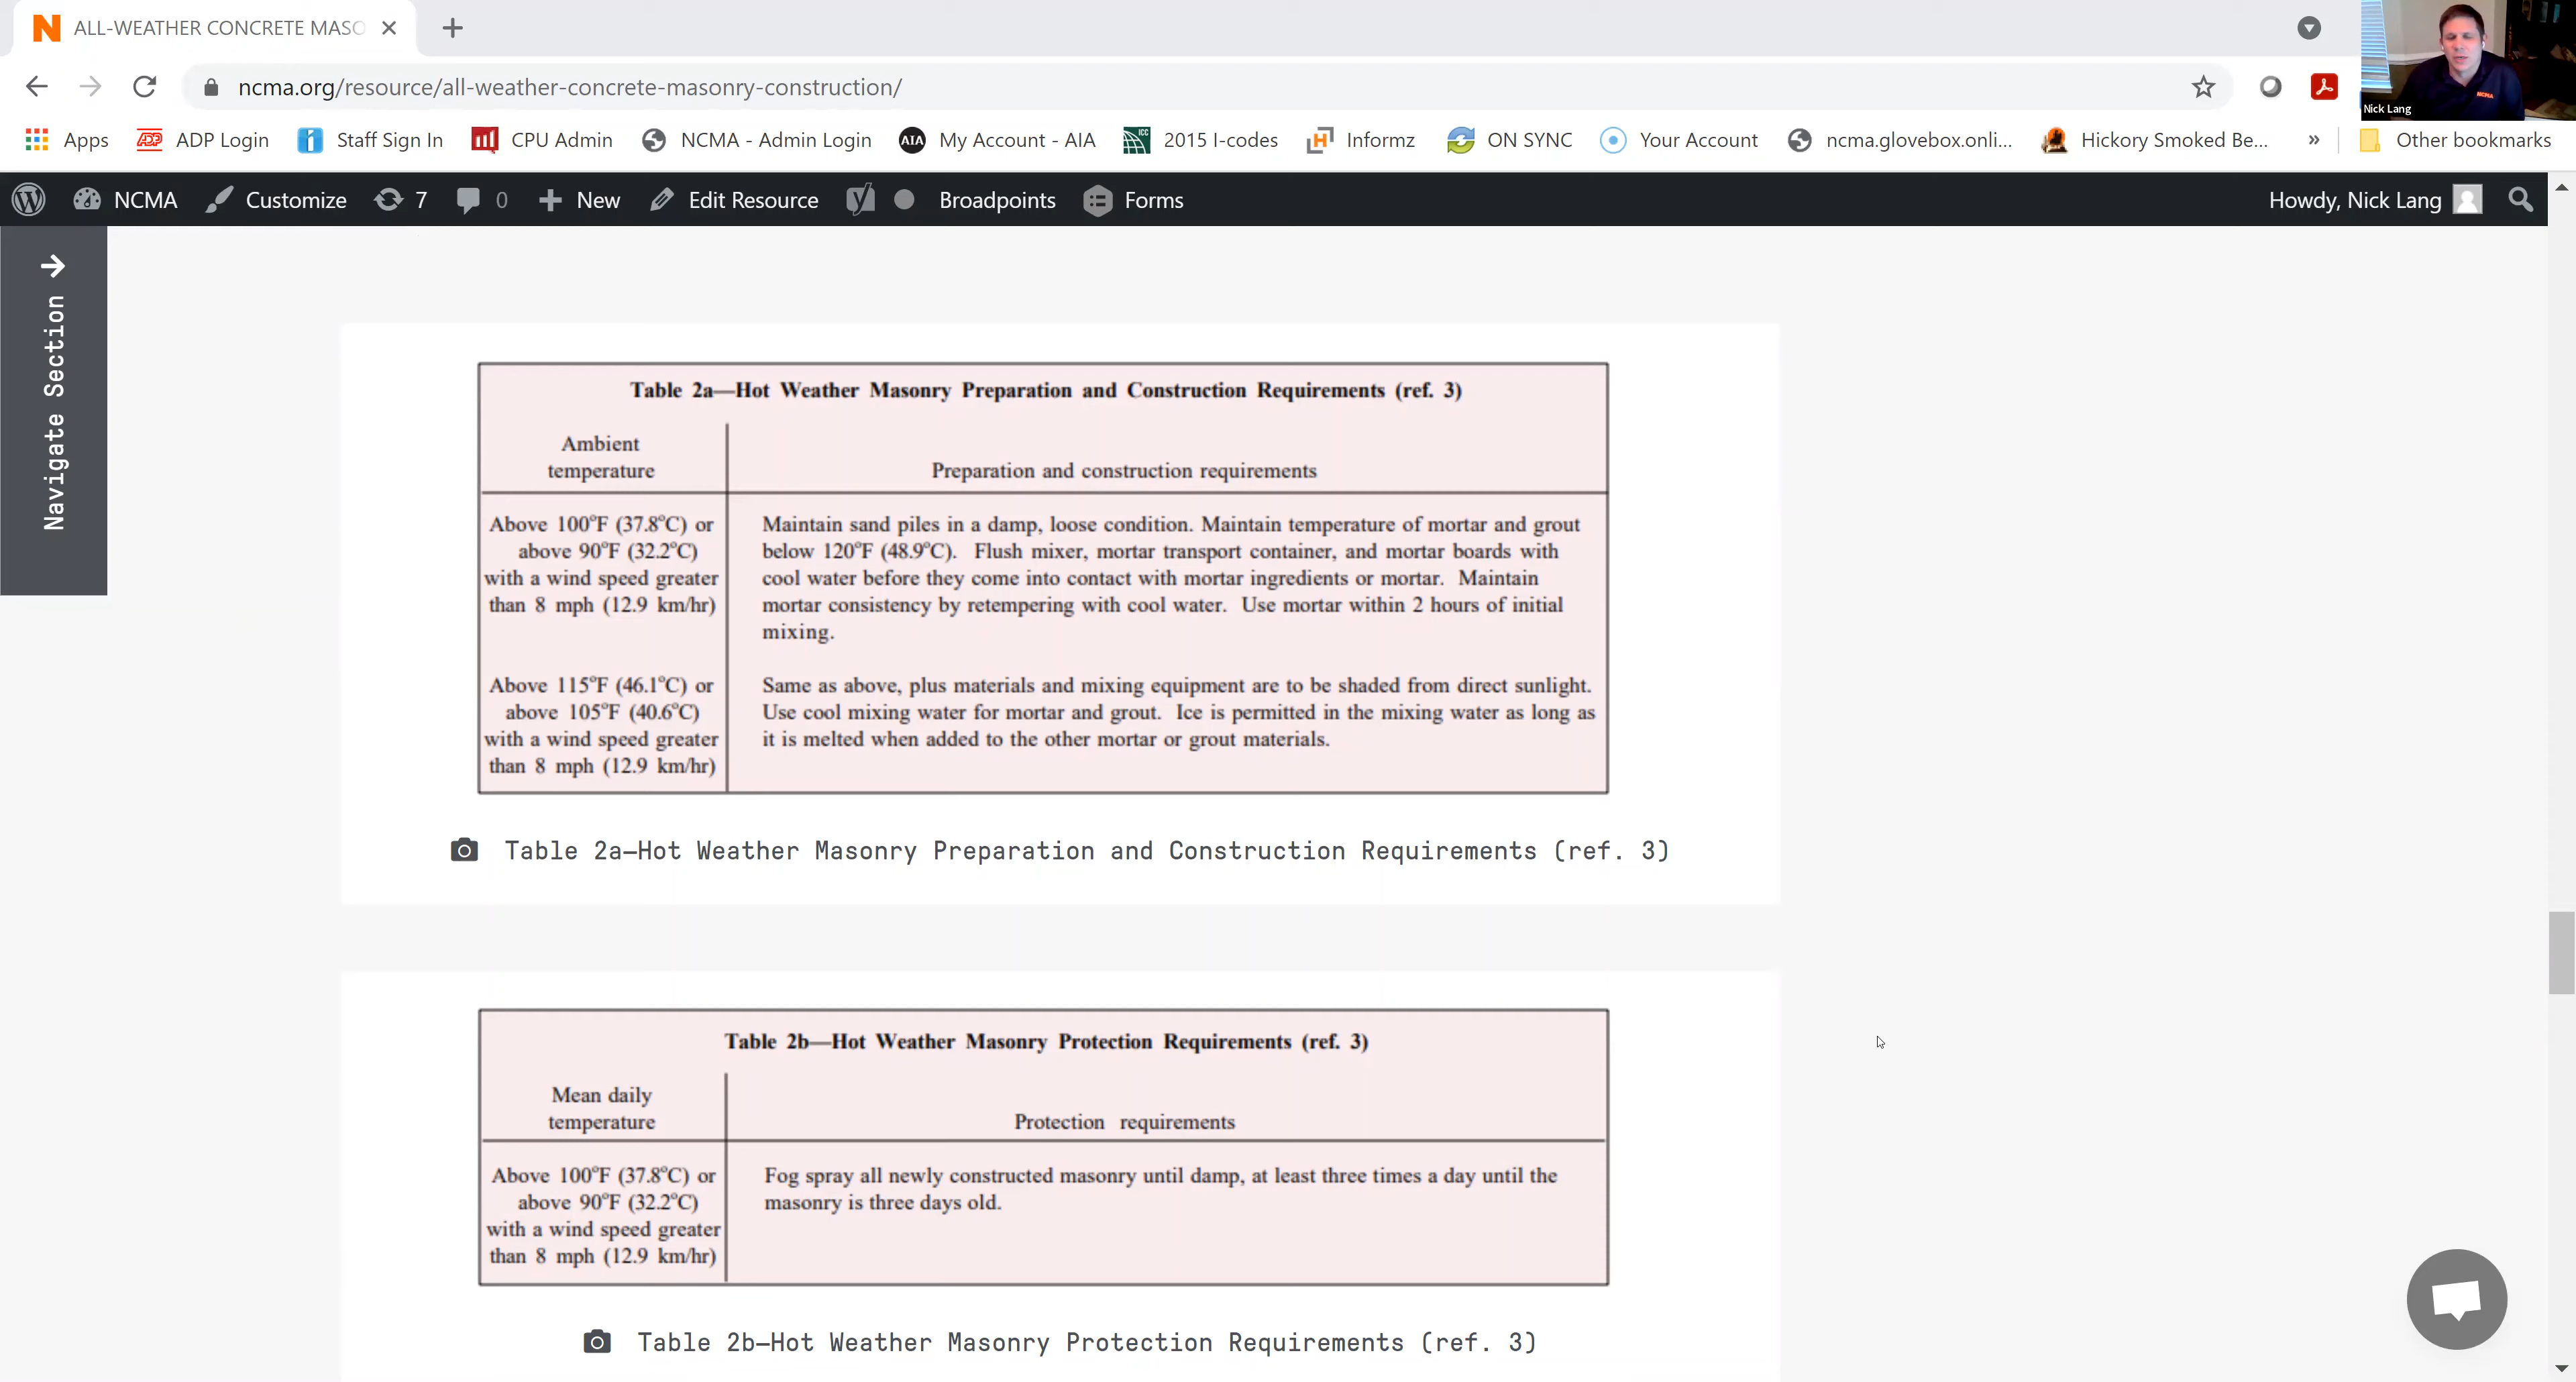 ALL-WEATHER CONCRETE MASO
ncma.org/resource/all-weather-concrete-masonry-construction/
Nick Lang
NCMA
Apps ADP ADP Login Staff Sign In CPU Admin NCMA - Admin Login AIA My Account - AIA ICC 2015 I-codes Informz ON SYNC Your Account ncma.glovebox.onli... Hickory Smoked Be... » Other bookmarks
NCMA Customize 7 0 New Edit Resource Broadpoints Forms Howdy, Nick Lang
Navigate Section
Table 2a—Hot Weather Masonry Preparation and Construction Requirements (ref. 3)
Ambient
temperature
Preparation and construction requirements
Above 100°F (37.8°C) or
above 90°F (32.2°C)
with a wind speed greater
than 8 mph (12.9 km/hr)
Maintain sand piles in a damp, loose condition. Maintain temperature of mortar and grout
below 120°F (48.9°C). Flush mixer, mortar transport container, and mortar boards with
cool water before they come into contact with mortar ingredients or mortar. Maintain
mortar consistency by retempering with cool water. Use mortar within 2 hours of initial
mixing.
Above 115°F (46.1°C) or
above 105°F (40.6°C)
with a wind speed greater
than 8 mph (12.9 km/hr)
Same as above, plus materials and mixing equipment are to be shaded from direct sunlight.
Use cool mixing water for mortar and grout. Ice is permitted in the mixing water as long as
it is melted when added to the other mortar or grout materials.
Table 2a—Hot Weather Masonry Preparation and Construction Requirements (ref. 3)
Table 2b—Hot Weather Masonry Protection Requirements (ref. 3)
Mean daily
temperature
Protection requirements
Above 100°F (37.8°C) or
above 90°F (32.2°C)
with a wind speed greater
than 8 mph (12.9 km/hr)
Fog spray all newly constructed masonry until damp, at least three times a day until the
masonry is three days old.
Table 2b—Hot Weather Masonry Protection Requirements (ref. 3)